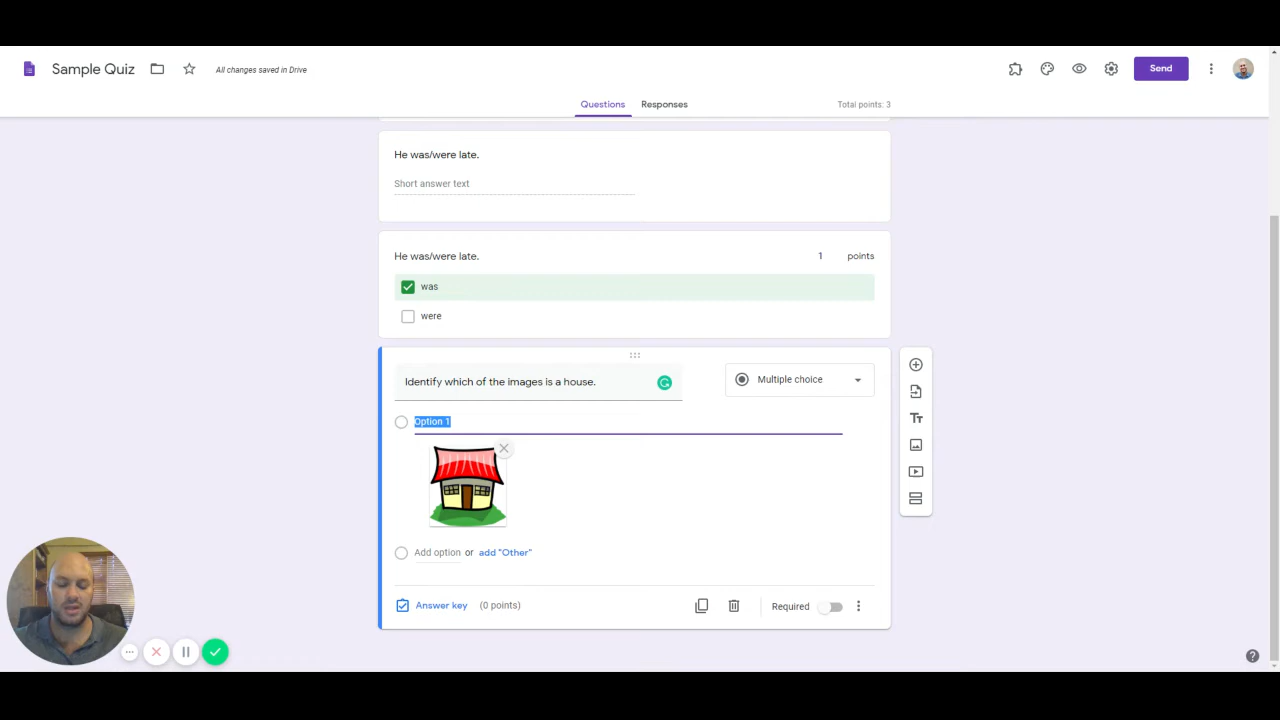 Sample Quiz
All changes saved in Drive
Send
Questions
Responses
Total points: 3
He was/were late.
Short answer text
He was/were late.
1 points
was
were
Identify which of the images is a house.
Multiple choice
Option 1
Add option or add "Other"
Answer key (0 points)
Required
Tт